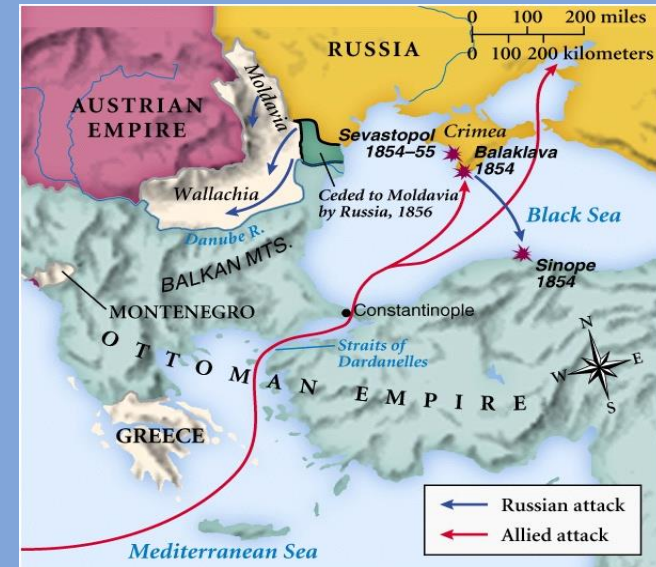 0 100 200 miles
0 100 200 kilometers
RUSSIA
Moldavia
AUSTRIAN
EMPIRE
Sevastopol
1854–55
Crimea
Balaklava
1854
Wallachia
Ceded to Moldavia
by Russia, 1856
Black Sea
Danube R.
BALKAN MTS.
Sinope
1854
MONTENEGRO
Constantinople
Straits of
Dardanelles
OTTOMAN EMPIRE
N
E
W
S
GREECE
Russian attack
Allied attack
Mediterranean Sea